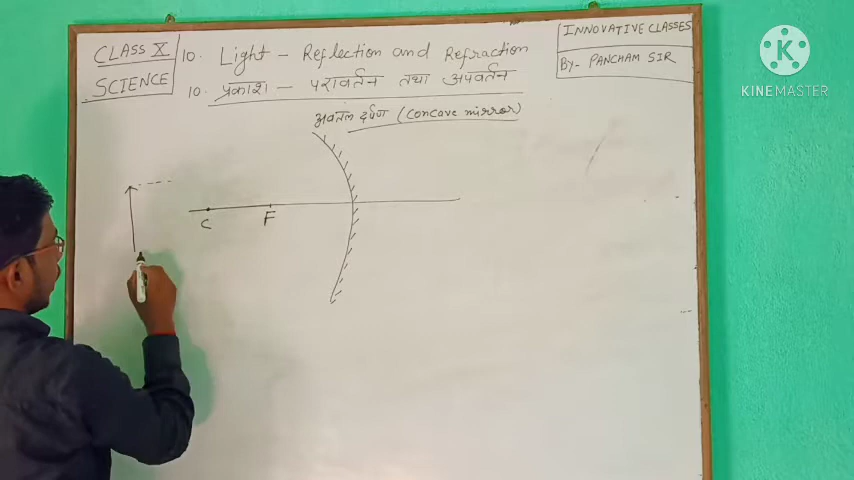 CLASS X
SCIENCE
10. Light - Reflection and Refraction
10. प्रकाश - परावर्तन तथा अपवर्तन
INNOVATIVE CLASSES
BY- PANCHAM SIR
अवतल दर्पण (concave mirror)
C
F
K
KINEMASTER